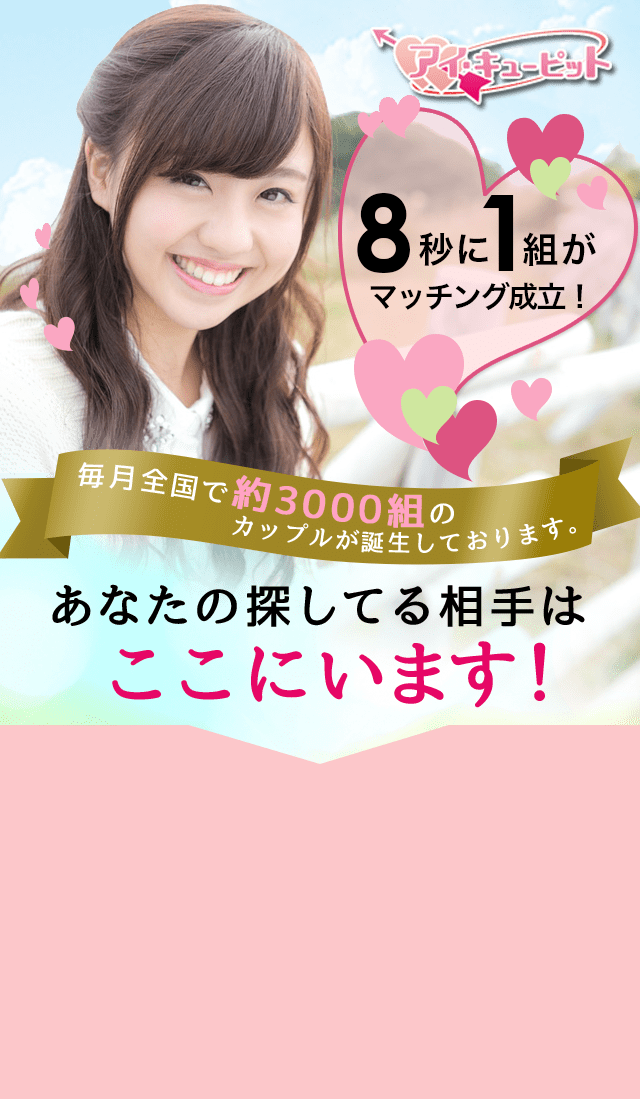 アイ・キューピット
8秒に1組が
マッチング成立！
毎月全国で約3000組の
カップルが誕生しております。
あなたの探してる相手は
ここにいます！